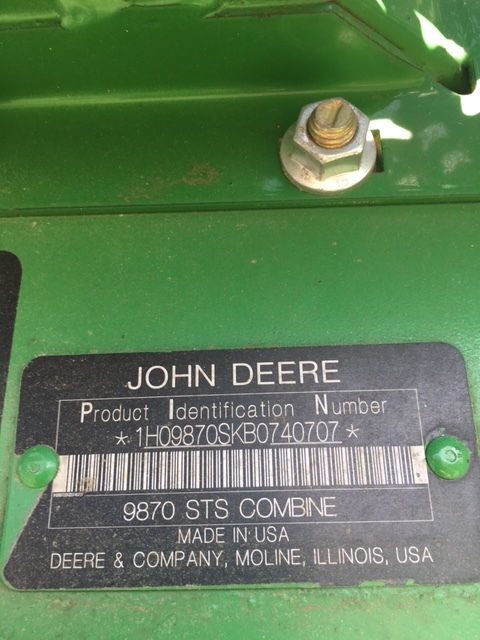 JOHN DEERE
Product Identification Number
*1H09870SKB0740707*
9870 STS COMBINE
MADE IN USA
DEERE & COMPANY, MOLINE, ILLINOIS, USA